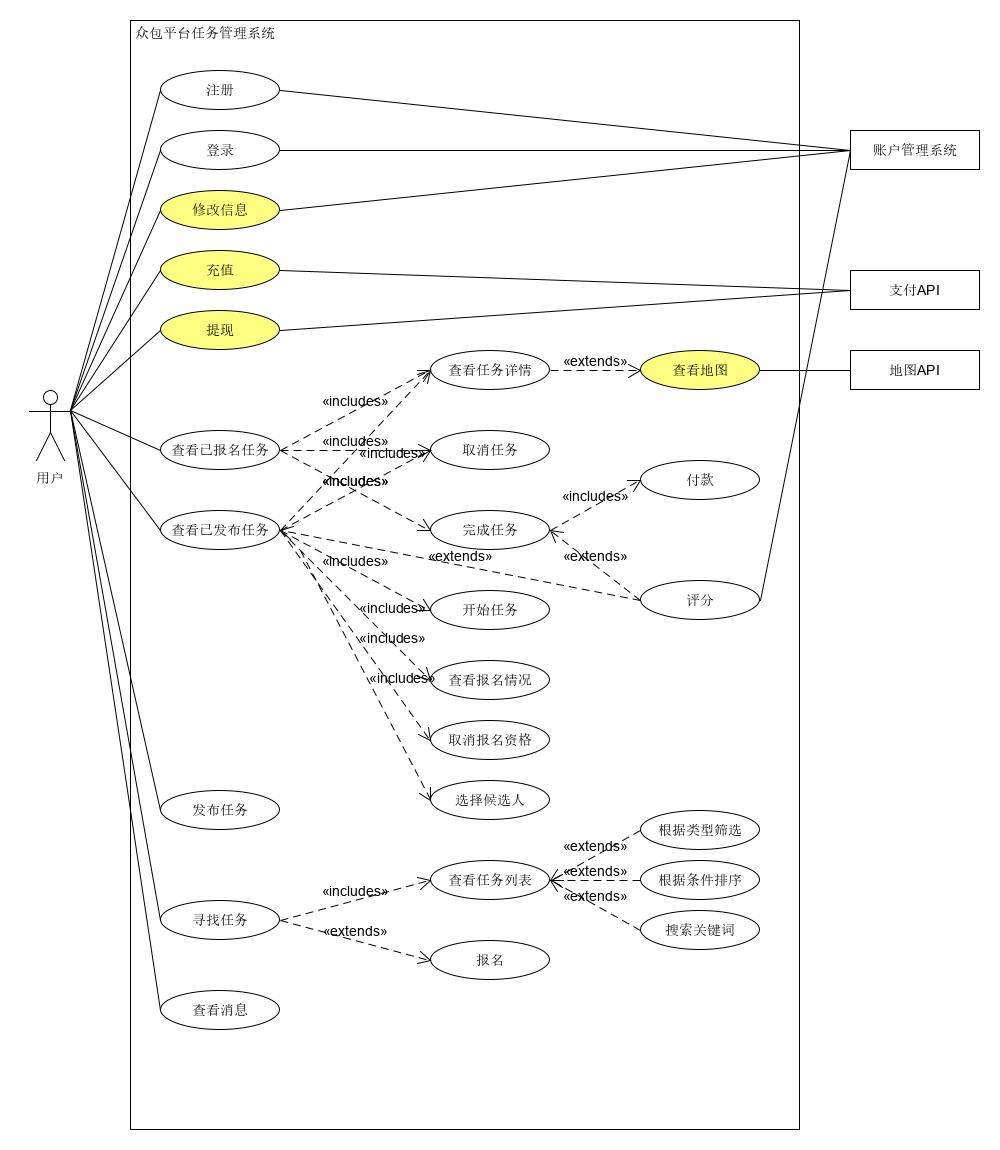 众包平台任务管理系统
注册
登录
账户管理系统
修改信息
充值
支付API
提现
查看任务详情
«extends»
查看地图
地图API
«includes»
用户
查看已报名任务
«includes»
«includes»
取消任务
«includes»
付款
«includes»
查看已发布任务
完成任务
«extends»
«extends»
«includes»
评分
«includes»
开始任务
«includes»
«includes»
查看报名情况
取消报名资格
选择候选人
发布任务
根据类型筛选
«extends»
«extends»
查看任务列表
根据条件排序
«includes»
«extends»
寻找任务
搜索关键词
«extends»
报名
查看消息